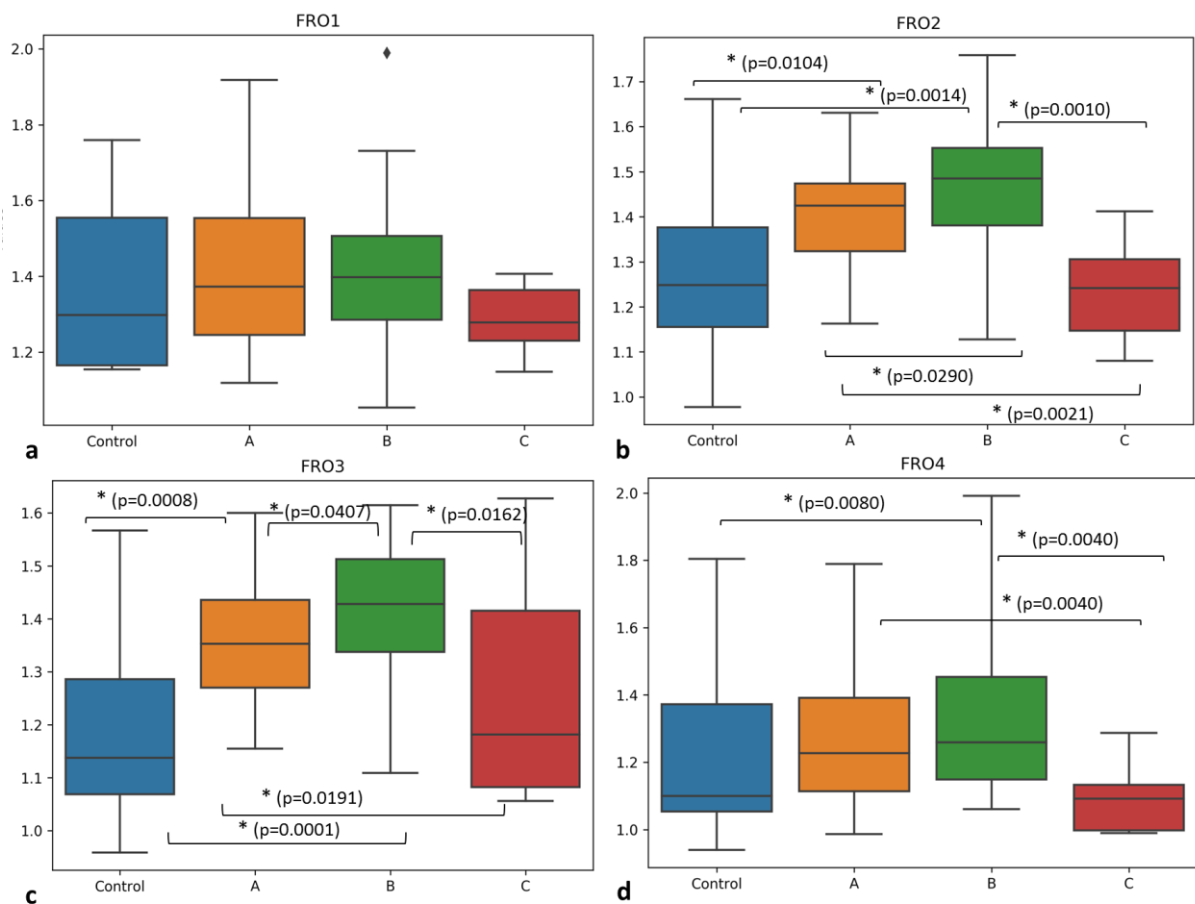 FRO1
2.0
1.8
1.6
1.4
1.2
Control A B C
a
FRO2
1.7
1.6
1.5
1.4
1.3
1.2
1.1
1.0
* (p=0.0104)
* (p=0.0014)
* (p=0.0010)
* (p=0.0290)
* (p=0.0021)
Control A B C
b
FRO3
1.6
1.5
1.4
1.3
1.2
1.1
1.0
* (p=0.0008)
* (p=0.0407)
* (p=0.0162)
* (p=0.0191)
* (p=0.0001)
Control A B C
c
FRO4
2.0
1.8
1.6
1.4
1.2
1.0
* (p=0.0080)
* (p=0.0040)
* (p=0.0040)
Control A B C
d